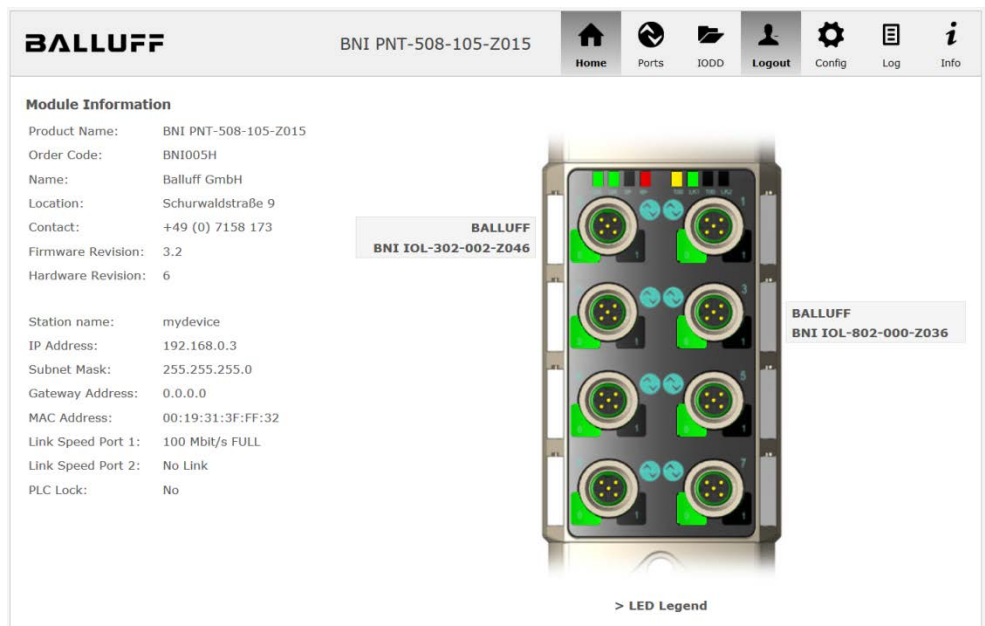 BALLUFF
BNI PNT-508-105-Z015
Home
Ports
IODD
Logout
Config
Log
Info
Module Information
Product Name: BNI PNT-508-105-Z015
Order Code: BNI005H
Name: Balluff GmbH
Location: Schurwaldstraße 9
Contact: +49 (0) 7158 173
Firmware Revision: 3.2
Hardware Revision: 6
Station name: mydevice
IP Address: 192.168.0.3
Subnet Mask: 255.255.255.0
Gateway Address: 0.0.0.0
MAC Address: 00:19:31:3F:FF:32
Link Speed Port 1: 100 Mbit/s FULL
Link Speed Port 2: No Link
PLC Lock: No
BALLUFF
BNI IOL-302-002-Z046
1
3
5
7
BALLUFF
BNI IOL-802-000-Z036
> LED Legend